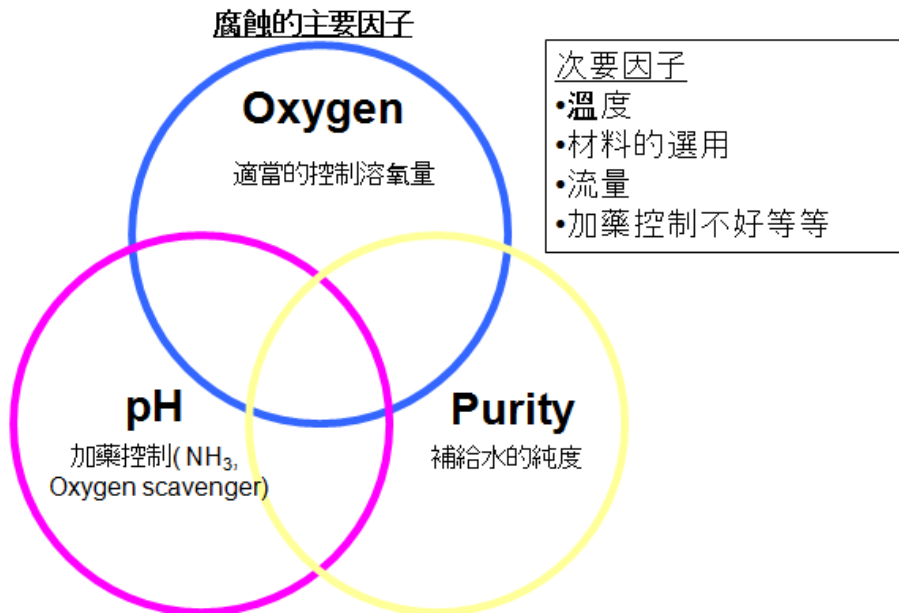 腐蝕的主要因子
Oxygen
適當的控制溶氧量
次要因子
•溫度
•材料的選用
•流量
•加藥控制不好等等
pH
加藥控制( NH₃,
Oxygen scavenger)
Purity
補給水的純度